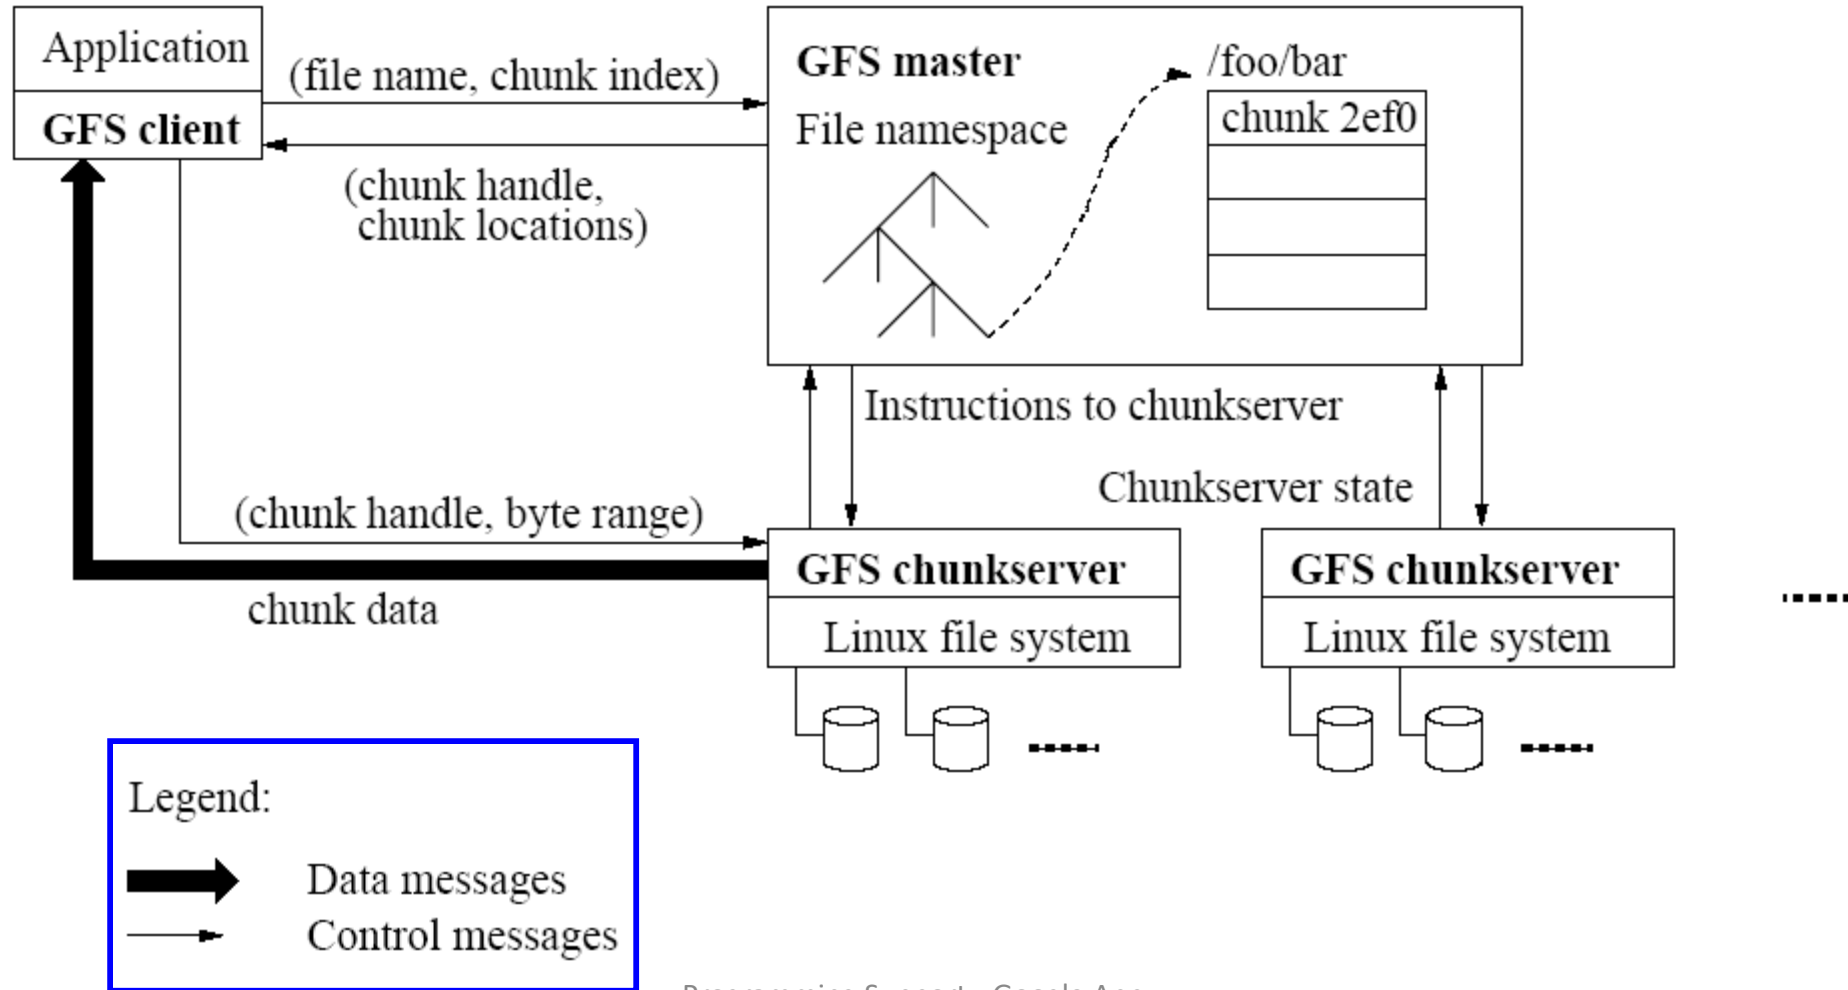 Application
GFS client
(file name, chunk index)
(chunk handle,
chunk locations)
GFS master
File namespace
/foo/bar
chunk 2ef0
Instructions to chunkserver
Chunkserver state
(chunk handle, byte range)
chunk data
GFS chunkserver
Linux file system
GFS chunkserver
Linux file system
Legend:
Data messages
Control messages